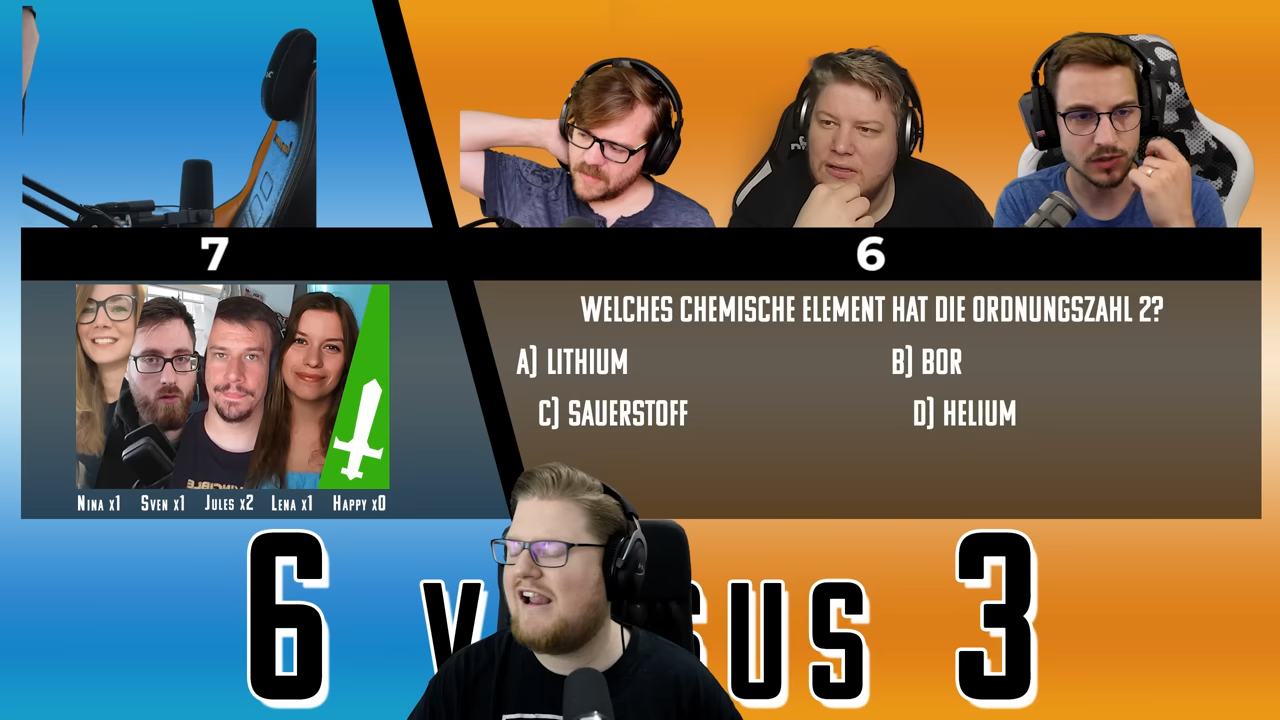 7
6
WELCHES CHEMISCHE ELEMENT HAT DIE ORDNUNGSZAHL 2?
A) LITHIUM
B) BOR
C) SAUERSTOFF
D) HELIUM
NINA X1
SVEN X1
JULES X2
LENA X1
HAPPY X0
6
3